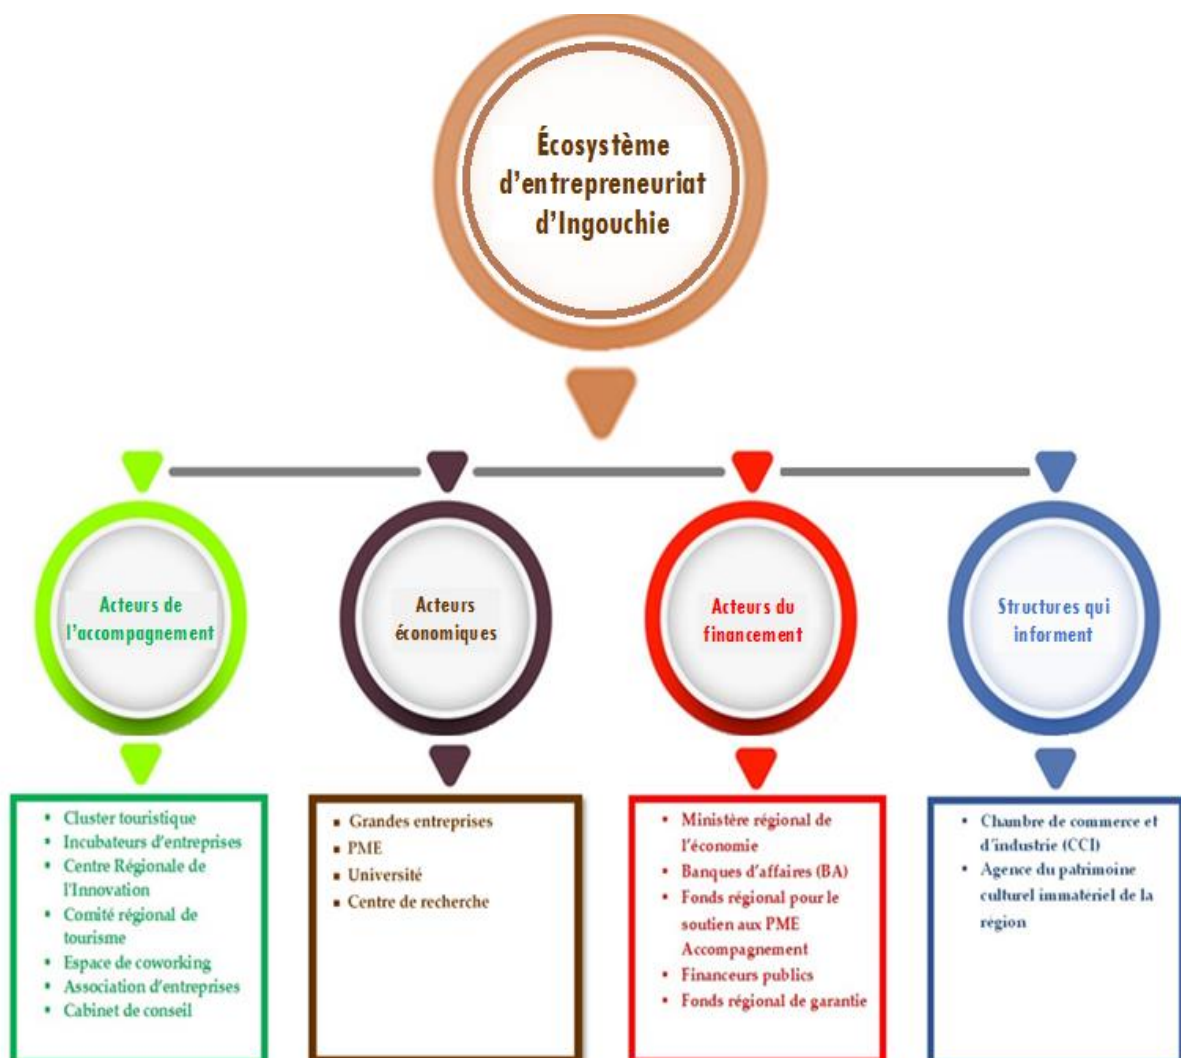 Écosystème
d'entrepreneuriat
d'Ingouchie
Acteurs de
l'accompagnement
Acteurs
économiques
Acteurs du
financement
Structures qui
informent
▪ Cluster touristique
▪ Incubateurs d'entreprises
▪ Centre Régionale de
l'Innovation
▪ Comité régional de
tourisme
▪ Espace de coworking
▪ Association d'entreprises
▪ Cabinet de conseil
▪ Grandes entreprises
▪ PME
▪ Université
▪ Centre de recherche
▪ Ministère régional de
l'économie
▪ Banques d'affaires (BA)
▪ Fonds régional pour le
soutien aux PME
Accompagnement
▪ Financeurs publics
▪ Fonds régional de garantie
▪ Chambre de commerce et
d'industrie (CCI)
▪ Agence du patrimoine
culturel immatériel de la
région